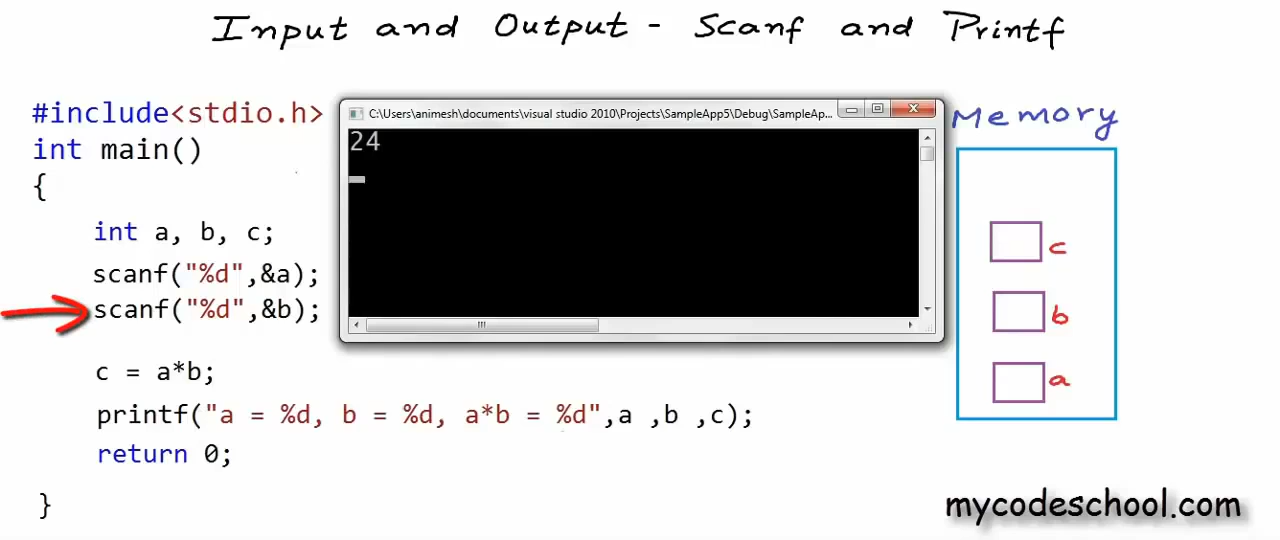 Input and Output - Scanf and Printf
#include<stdio.h>
int main()
{
int a, b, c;
scanf("%d",&a);
scanf("%d",&b);
c = a*b;
printf("a = %d, b = %d, a*b = %d",a ,b ,c);
return 0;
}
C:\Users\animesh\documents\visual studio 2010\Projects\SampleApp5\Debug\SampleAp...
24
Memory
c
b
a
mycodeschool.com